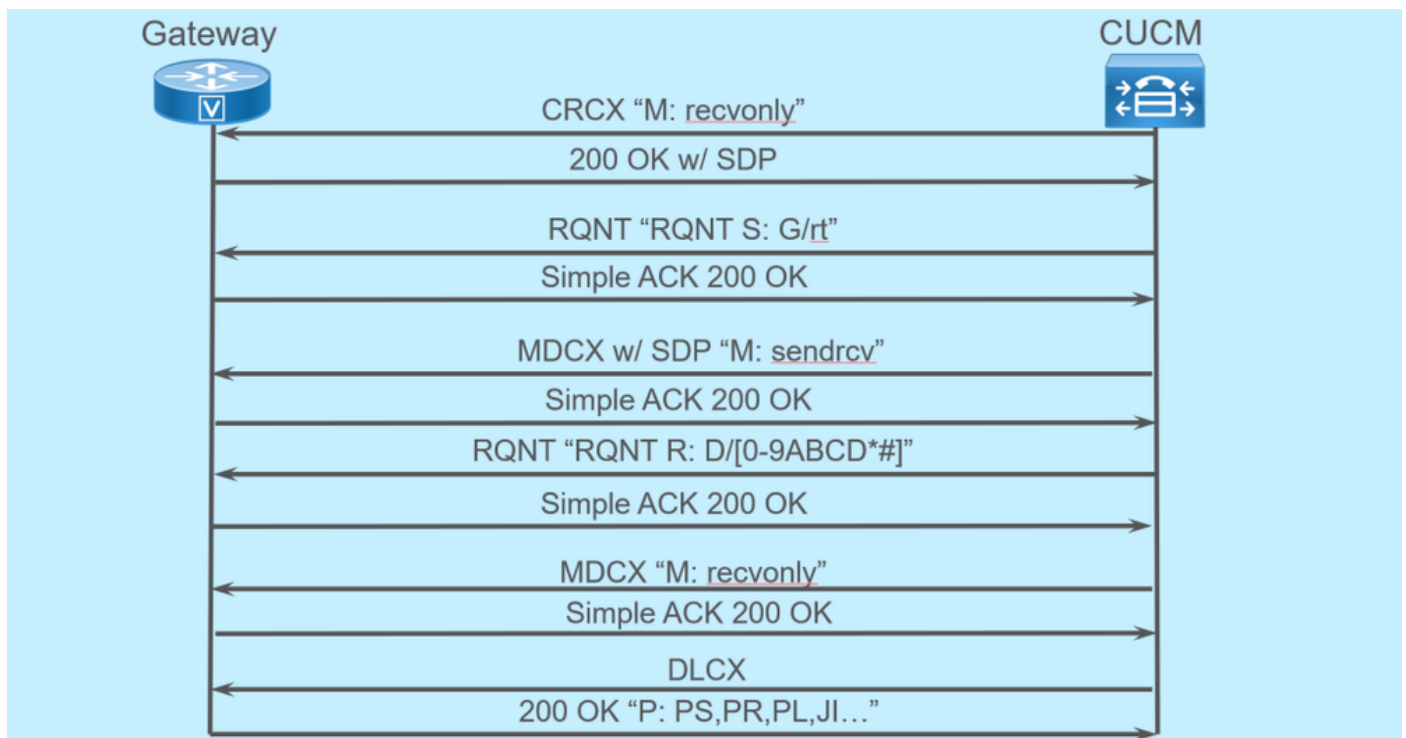 Gateway
CUCM
V
CRCX “M: recvonly”
200 OK w/ SDP
RQNT “RQNT S: G/rt”
Simple ACK 200 OK
MDCX w/ SDP “M: sendrcv”
Simple ACK 200 OK
RQNT “RQNT R: D/[0-9ABCD*#]”
Simple ACK 200 OK
MDCX “M: recvonly”
Simple ACK 200 OK
DLCX
200 OK “P: PS,PR,PL,JI...”